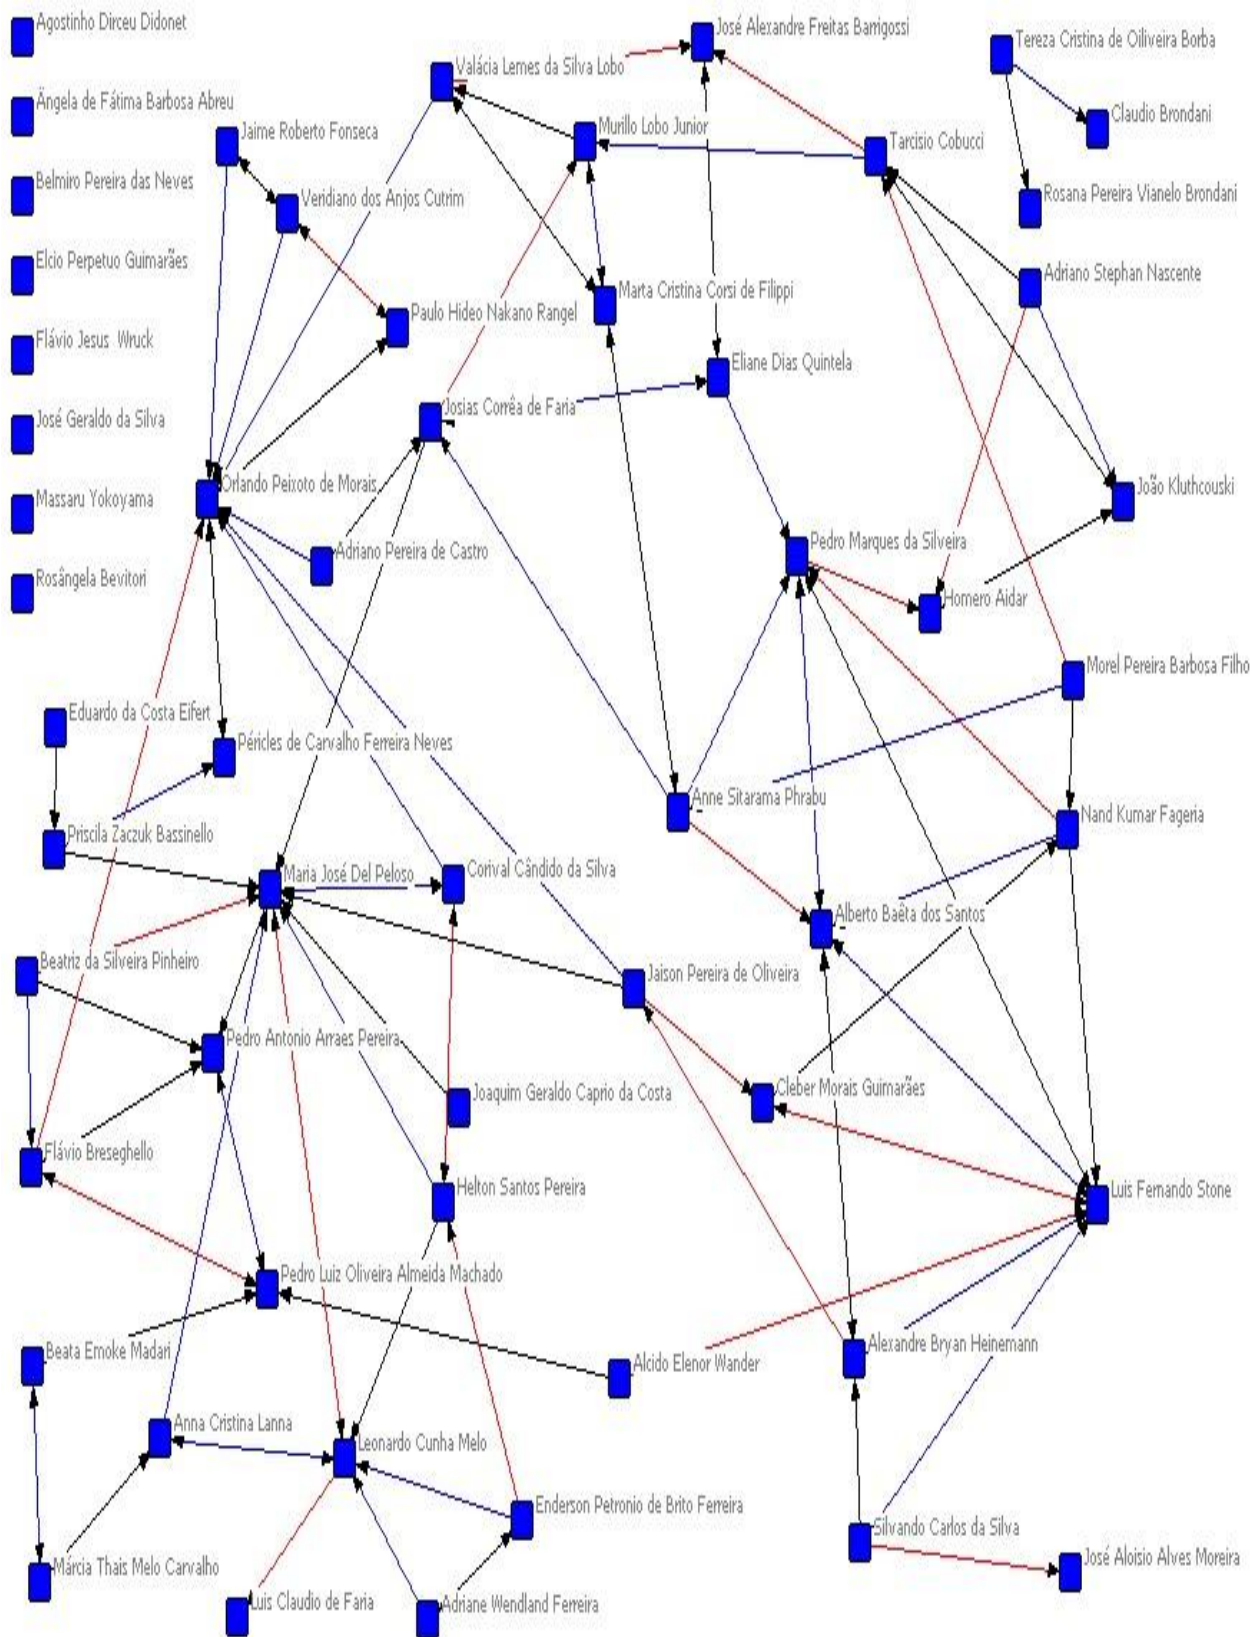 Agostinho Dirceu Didonet
José Alexandre Freitas Barrigossi
Tereza Cristina de Oiliveira Borba
Valácia Lemes da Silva Lobo
Ângela de Fátima Barbosa Abreu
Claudio Brondani
Jaime Roberto Fonseca
Murillo Lobo Junior
Tarcisio Cobucci
Belmiro Pereira das Neves
Veridiano dos Anjos Cutrim
Rosana Pereira Vianelo Brondani
Elcio Perpetuo Guimarães
Adriano Stephan Nascente
Marta Cristina Corsi de Filippi
Paulo Hideo Nakano Rangel
Flávio Jesus Wruck
Eliane Dias Quintela
José Geraldo da Silva
Josias Corrêa de Faria
Massaru Yokoyama
Orlando Peixoto de Morais
João Kluthcouski
Adriano Pereira de Castro
Pedro Marques da Silveira
Rosângela Bevitori
Homero Aidar
Morel Pereira Barbosa Filho
Eduardo da Costa Eifert
Péricles de Carvalho Ferreira Neves
Anne Sitarama Phrabu
Nand Kumar Fageria
Priscila Zaczuk Bassinello
Maria José Del Peloso
Corival Cândido da Silva
Alberto Baêta dos Santos
Beatriz da Silveira Pinheiro
Jaison Pereira de Oliveira
Pedro Antonio Arraes Pereira
Joaquim Geraldo Caprio da Costa
Cleber Morais Guimarães
Flávio Breseghello
Helton Santos Pereira
Luis Fernando Stone
Pedro Luiz Oliveira Almeida Machado
Beata Emoke Madari
Alcido Elenor Wander
Alexandre Bryan Heinemann
Anna Cristina Lanna
Leonardo Cunha Melo
Enderson Petronio de Brito Ferreira
Silvando Carlos da Silva
Márcia Thais Melo Carvalho
José Aloisio Alves Moreira
Luis Claudio de Faria
Adriane Wendland Ferreira